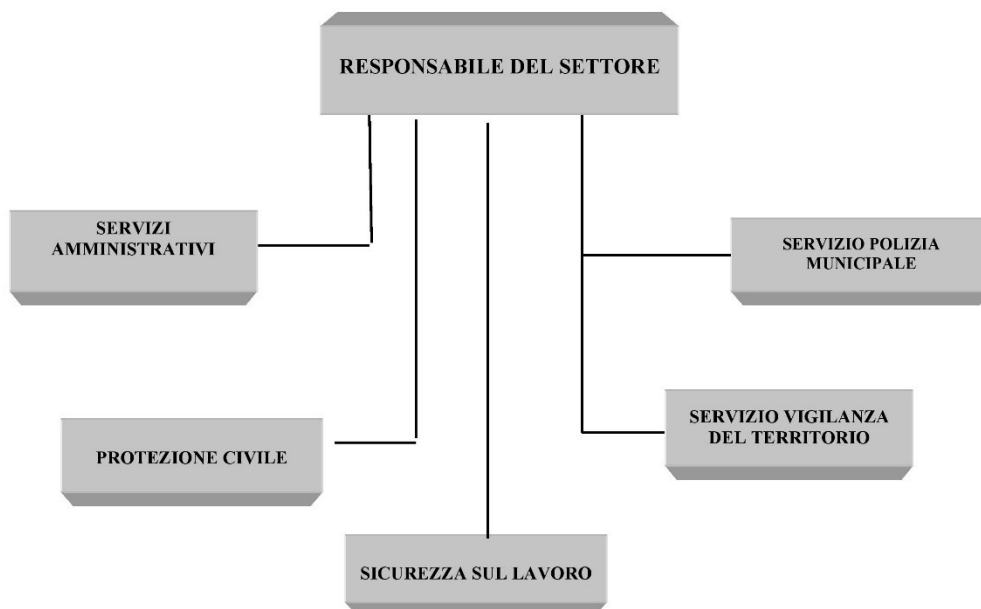 RESPONSABILE DEL SETTORE
SERVIZI
AMMINISTRATIVI
SERVIZIO POLIZIA
MUNICIPALE
PROTEZIONE CIVILE
SERVIZIO VIGILANZA
DEL TERRITORIO
SICUREZZA SUL LAVORO